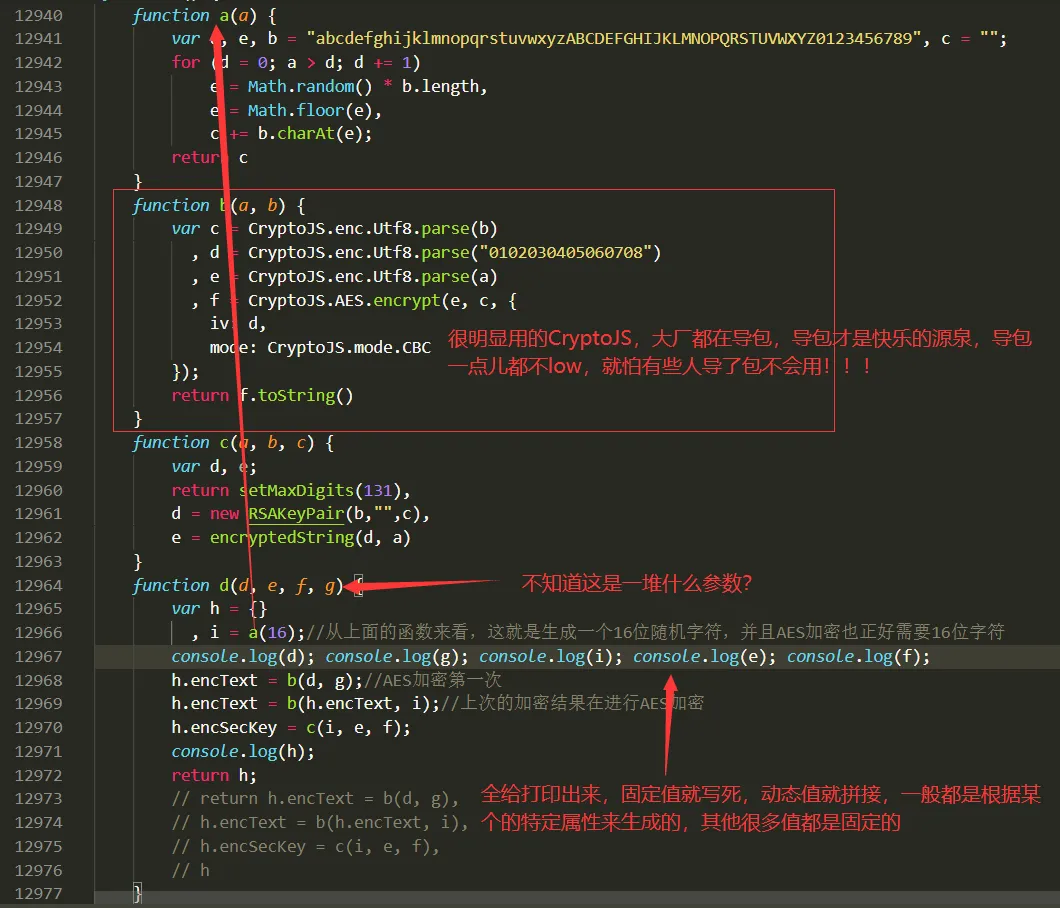 12940 function a(a) {
12941 var d, e, b = "abcdefghijklmnopqrstuvwxyzABCDEFGHIJKLMNOPQRSTUVWXYZ0123456789", c = "";
12942 for (d = 0; a > d; d += 1)
12943 e = Math.random() * b.length,
12944 e = Math.floor(e),
12945 c += b.charAt(e);
12946 return c
12947 }
12948 function b(a, b) {
12949 var c = CryptoJS.enc.Utf8.parse(b)
12950 , d = CryptoJS.enc.Utf8.parse("0102030405060708")
12951 , e = CryptoJS.enc.Utf8.parse(a)
12952 , f = CryptoJS.AES.encrypt(e, c, {
12953 iv: d,
12954 mode: CryptoJS.mode.CBC
很明显用的CryptoJS，大厂都在导包，导包才是快乐的源泉，导包
一点儿都不low，就怕有些人导了包不会用！！！
12955 });
12956 return f.toString()
12957 }
12958 function c(a, b, c) {
12959 var d, e;
12960 return setMaxDigits(131),
12961 d = new RSAKeyPair(b,"",c),
12962 e = encryptedString(d, a)
12963 }
12964 function d(d, e, f, g) {
不知道这是一堆什么参数？
12965 var h = {}
12966 , i = a(16);//从上面的函数来看，这就是生成一个16位随机字符，并且AES加密也正好需要16位字符
12967 console.log(d); console.log(g); console.log(i); console.log(e); console.log(f);
12968 h.encText = b(d, g);//AES加密第一次
12969 h.encText = b(h.encText, i);//上次的加密结果在进行AES加密
12970 h.encSecKey = c(i, e, f);
12971 console.log(h);
12972 return h;
12973 // return h.encText = b(d, g),
12974 // h.encText = b(h.encText, i),
全给打印出来，固定值就写死，动态值就拼接，一般都是根据某
个的特定属性来生成的，其他很多值都是固定的
12975 // h.encSecKey = c(i, e, f),
12976 // h
12977 }